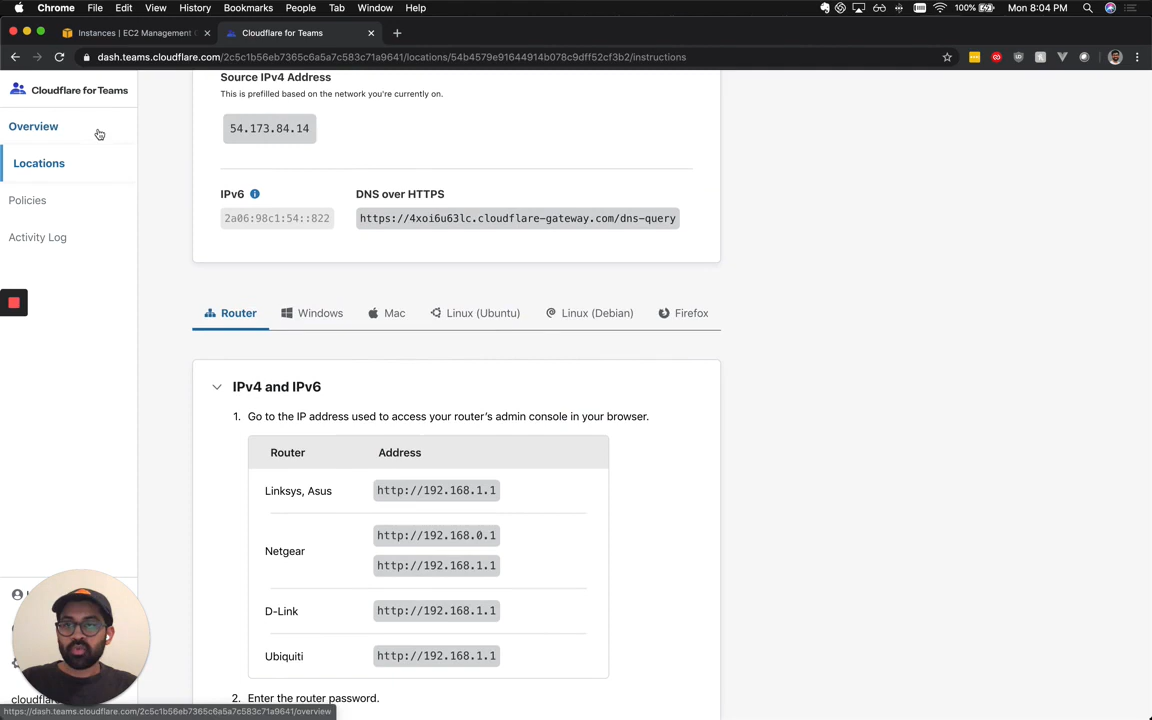 Chrome File Edit View History Bookmarks People Tab Window Help 100% Mon 8:04 PM
Instances | EC2 Management C
Cloudflare for Teams
dash.teams.cloudflare.com/2c5c1b56eb7365c6a5a7c583c71a9641/locations/54b4579e91644914b078c9dff52cf3b2/instructions
Cloudflare for Teams
Overview
Locations
Policies
Activity Log
Source IPv4 Address
This is prefilled based on the network you're currently on.
54.173.84.14
IPv6 DNS over HTTPS
2a06:98c1:54::822 https://4xoi6u63lc.cloudflare-gateway.com/dns-query
Router Windows Mac Linux (Ubuntu) Linux (Debian) Firefox
IPv4 and IPv6
1. Go to the IP address used to access your router's admin console in your browser.
Router Address
Linksys, Asus http://192.168.1.1
Netgear http://192.168.0.1
http://192.168.1.1
D-Link http://192.168.1.1
Ubiquiti http://192.168.1.1
2. Enter the router password.
https://dash.teams.cloudflare.com/2c5c1b56eb7365c6a5a7c583c71a9641/overview